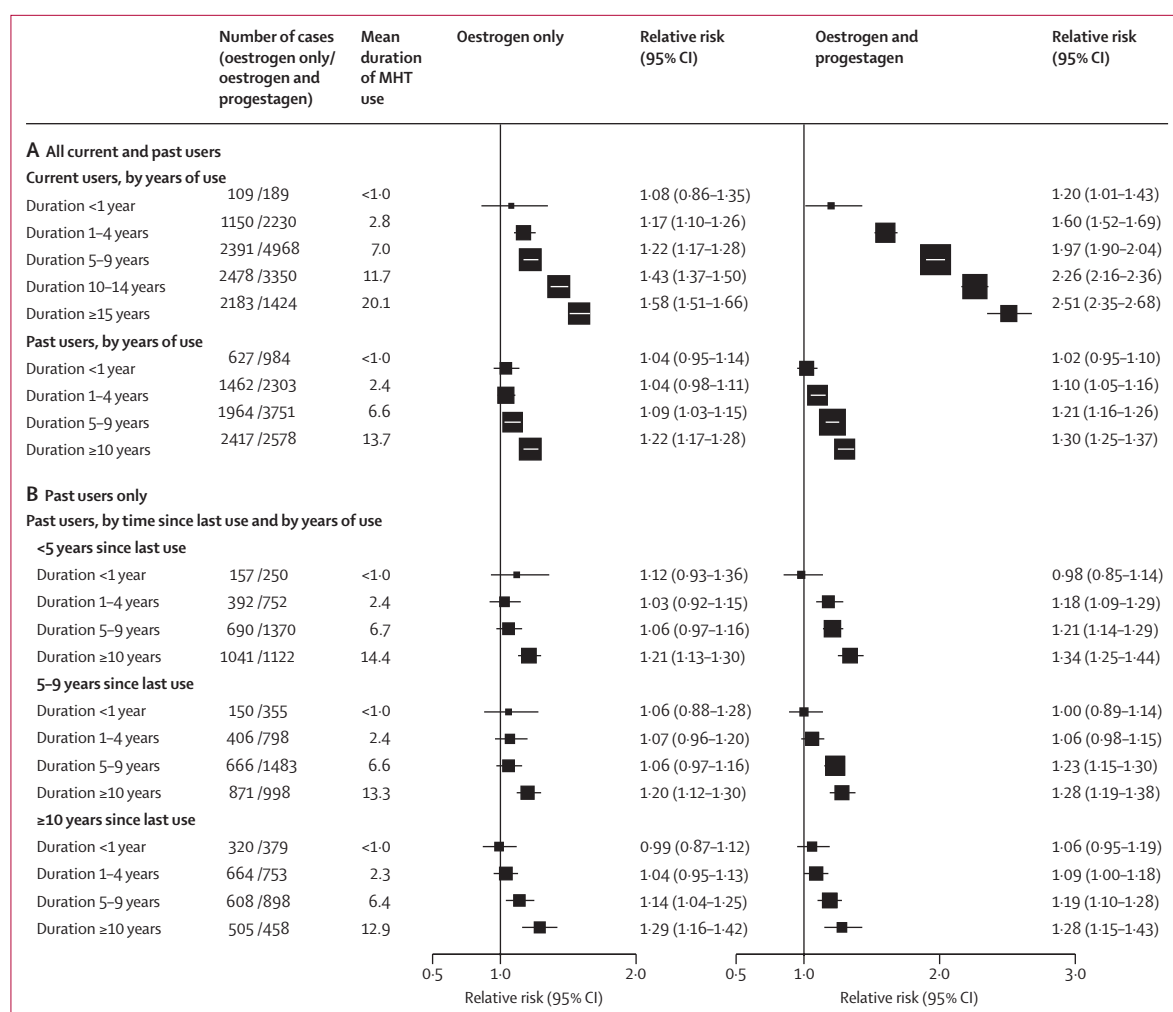 Number of cases (oestrogen only/ oestrogen and progestagen) Mean duration of MHT use Oestrogen only Relative risk (95% CI) Oestrogen and progestagen Relative risk (95% CI)
A All current and past users
Current users, by years of use
Duration <1 year 109/189 <1·0 1·08 (0·86–1·35) 1·20 (1·01–1·43)
Duration 1–4 years 1150/2230 2.8 1·17 (1·10–1·26) 1·60 (1·52–1·69)
Duration 5–9 years 2391/4968 7.0 1·22 (1·17–1·28) 1·97 (1·90–2·04)
Duration 10–14 years 2478/3350 11.7 1·43 (1·37–1·50) 2·26 (2·16–2·36)
Duration ≥15 years 2183/1424 20.1 1·58 (1·51–1·66) 2·51 (2·35–2·68)
Past users, by years of use
Duration <1 year 627/984 <1·0 1·04 (0·95–1·14) 1·02 (0·95–1·10)
Duration 1–4 years 1462/2303 2.4 1·04 (0·98–1·11) 1·10 (1·05–1·16)
Duration 5–9 years 1964/3751 6.6 1·09 (1·03–1·15) 1·21 (1·16–1·26)
Duration ≥10 years 2417/2578 13.7 1·22 (1·17–1·28) 1·30 (1·25–1·37)
B Past users only
Past users, by time since last use and by years of use
<5 years since last use
Duration <1 year 157/250 <1·0 1·12 (0·93–1·36) 0·98 (0·85–1·14)
Duration 1–4 years 392/752 2.4 1·03 (0·92–1·15) 1·18 (1·09–1·29)
Duration 5–9 years 690/1370 6.7 1·06 (0·97–1·16) 1·21 (1·14–1·29)
Duration ≥10 years 1041/1122 14.4 1·21 (1·13–1·30) 1·34 (1·25–1·44)
5–9 years since last use
Duration <1 year 150/355 <1·0 1·06 (0·88–1·28) 1·00 (0·89–1·14)
Duration 1–4 years 406/798 2.4 1·07 (0·96–1·20) 1·06 (0·98–1·15)
Duration 5–9 years 666/1483 6.6 1·06 (0·97–1·16) 1·23 (1·15–1·30)
Duration ≥10 years 871/998 13.3 1·20 (1·12–1·30) 1·28 (1·19–1·38)
≥10 years since last use
Duration <1 year 320/379 <1·0 0·99 (0·87–1·12) 1·06 (0·95–1·19)
Duration 1–4 years 664/753 2.3 1·04 (0·95–1·13) 1·09 (1·00–1·18)
Duration 5–9 years 608/898 6.4 1·14 (1·04–1·25) 1·19 (1·10–1·28)
Duration ≥10 years 505/458 12.9 1·29 (1·16–1·42) 1·28 (1·15–1·43)
0·5 1·0 2·0 0·5 1·0 2·0 3·0
Relative risk (95% CI) Relative risk (95% CI)